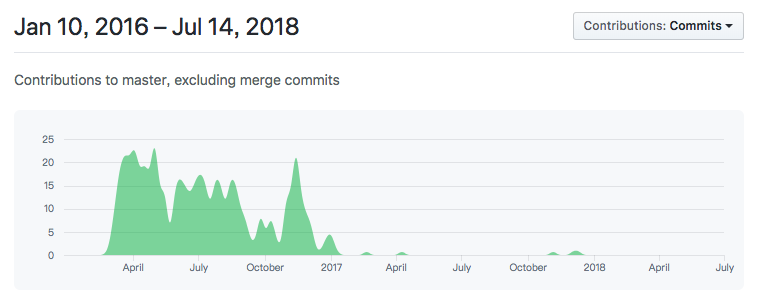 Jan 10, 2016 – Jul 14, 2018
Contributions: Commits
Contributions to master, excluding merge commits
25
20
15
10
5
0
April July October 2017 April July October 2018 April July